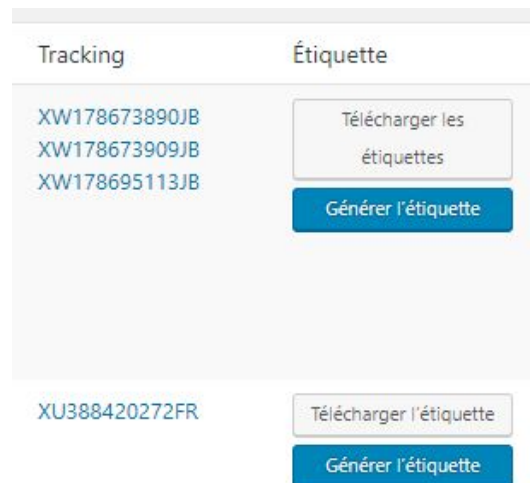 Tracking
Étiquette
XW178673890JB
XW178673909JB
XW178695113JB
Télécharger les
étiquettes
Générer l'étiquette
XU388420272FR
Télécharger l'étiquette
Générer l'étiquette